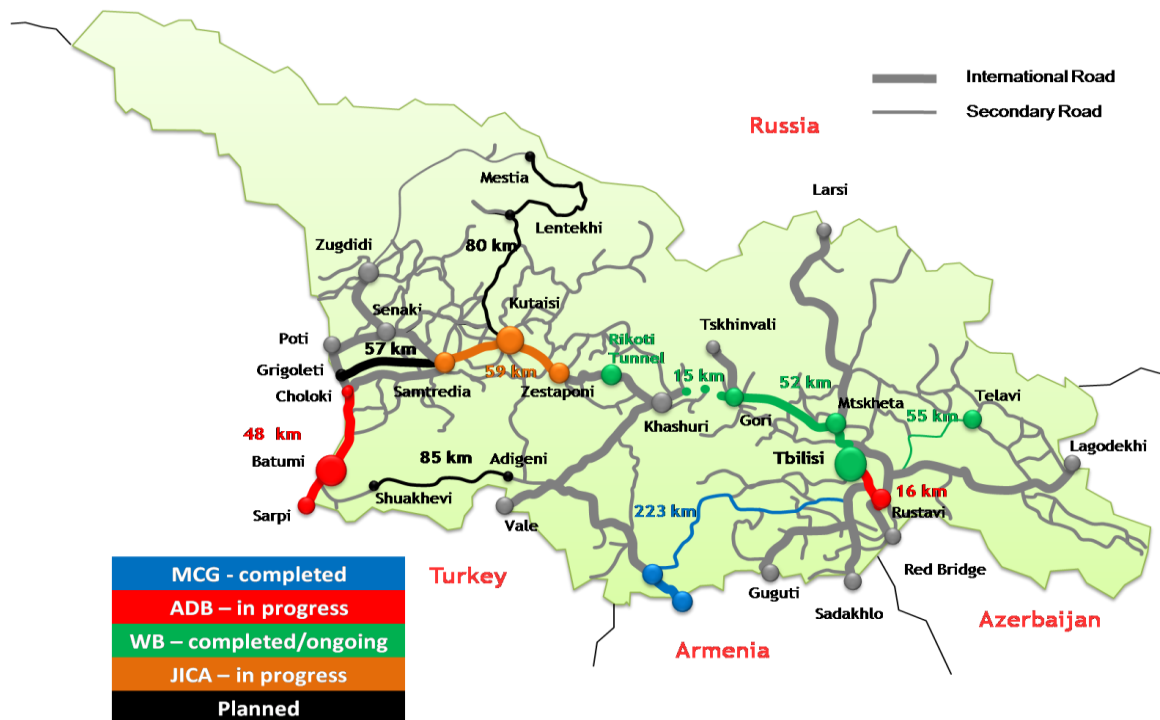 International Road
Secondary Road
Russia
Mestia
Larsi
Lentekhi
80 km
Zugdidi
Kutaisi
Senaki
Tskhinvali
Poti
57 km
Rikoti
Tunnel
Grigoleti
59 km
15 km
52 km
Samtredia
Zestaponi
Choloki
Mtskheta
Telavi
Khashuri
Gori
55 km
48 km
Lagodekhi
Batumi
85 km
Adigeni
Tbilisi
Shuakhevi
16 km
Sarpi
Vale
223 km
Rustavi
MCG - completed
Turkey
Red Bridge
ADB – in progress
Guguti
Sadakhlo
Azerbaijan
WB – completed/ongoing
Armenia
JICA – in progress
Planned